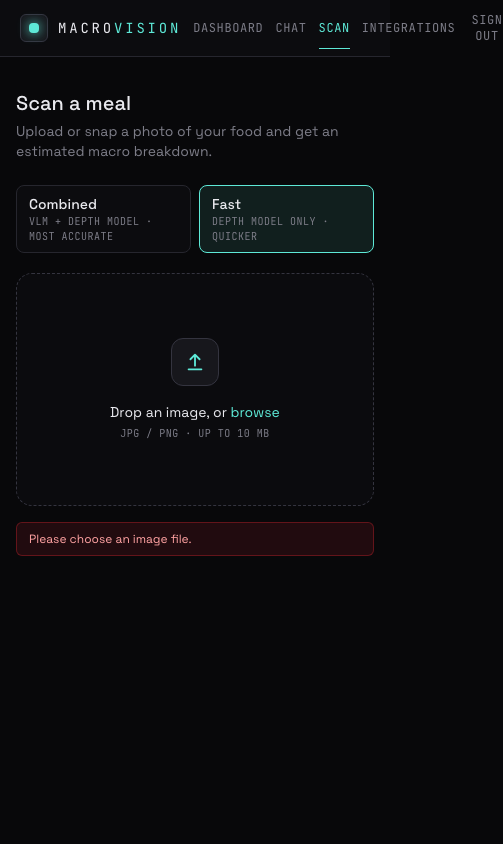 MACROVISION DASHBOARD CHAT SCAN INTEGRATIONS SIGN OUT
Scan a meal
Upload or snap a photo of your food and get an
estimated macro breakdown.
Combined
VLM + DEPTH MODEL ·
MOST ACCURATE
Fast
DEPTH MODEL ONLY ·
QUICKER
Drop an image, or browse
JPG / PNG · UP TO 10 MB
Please choose an image file.